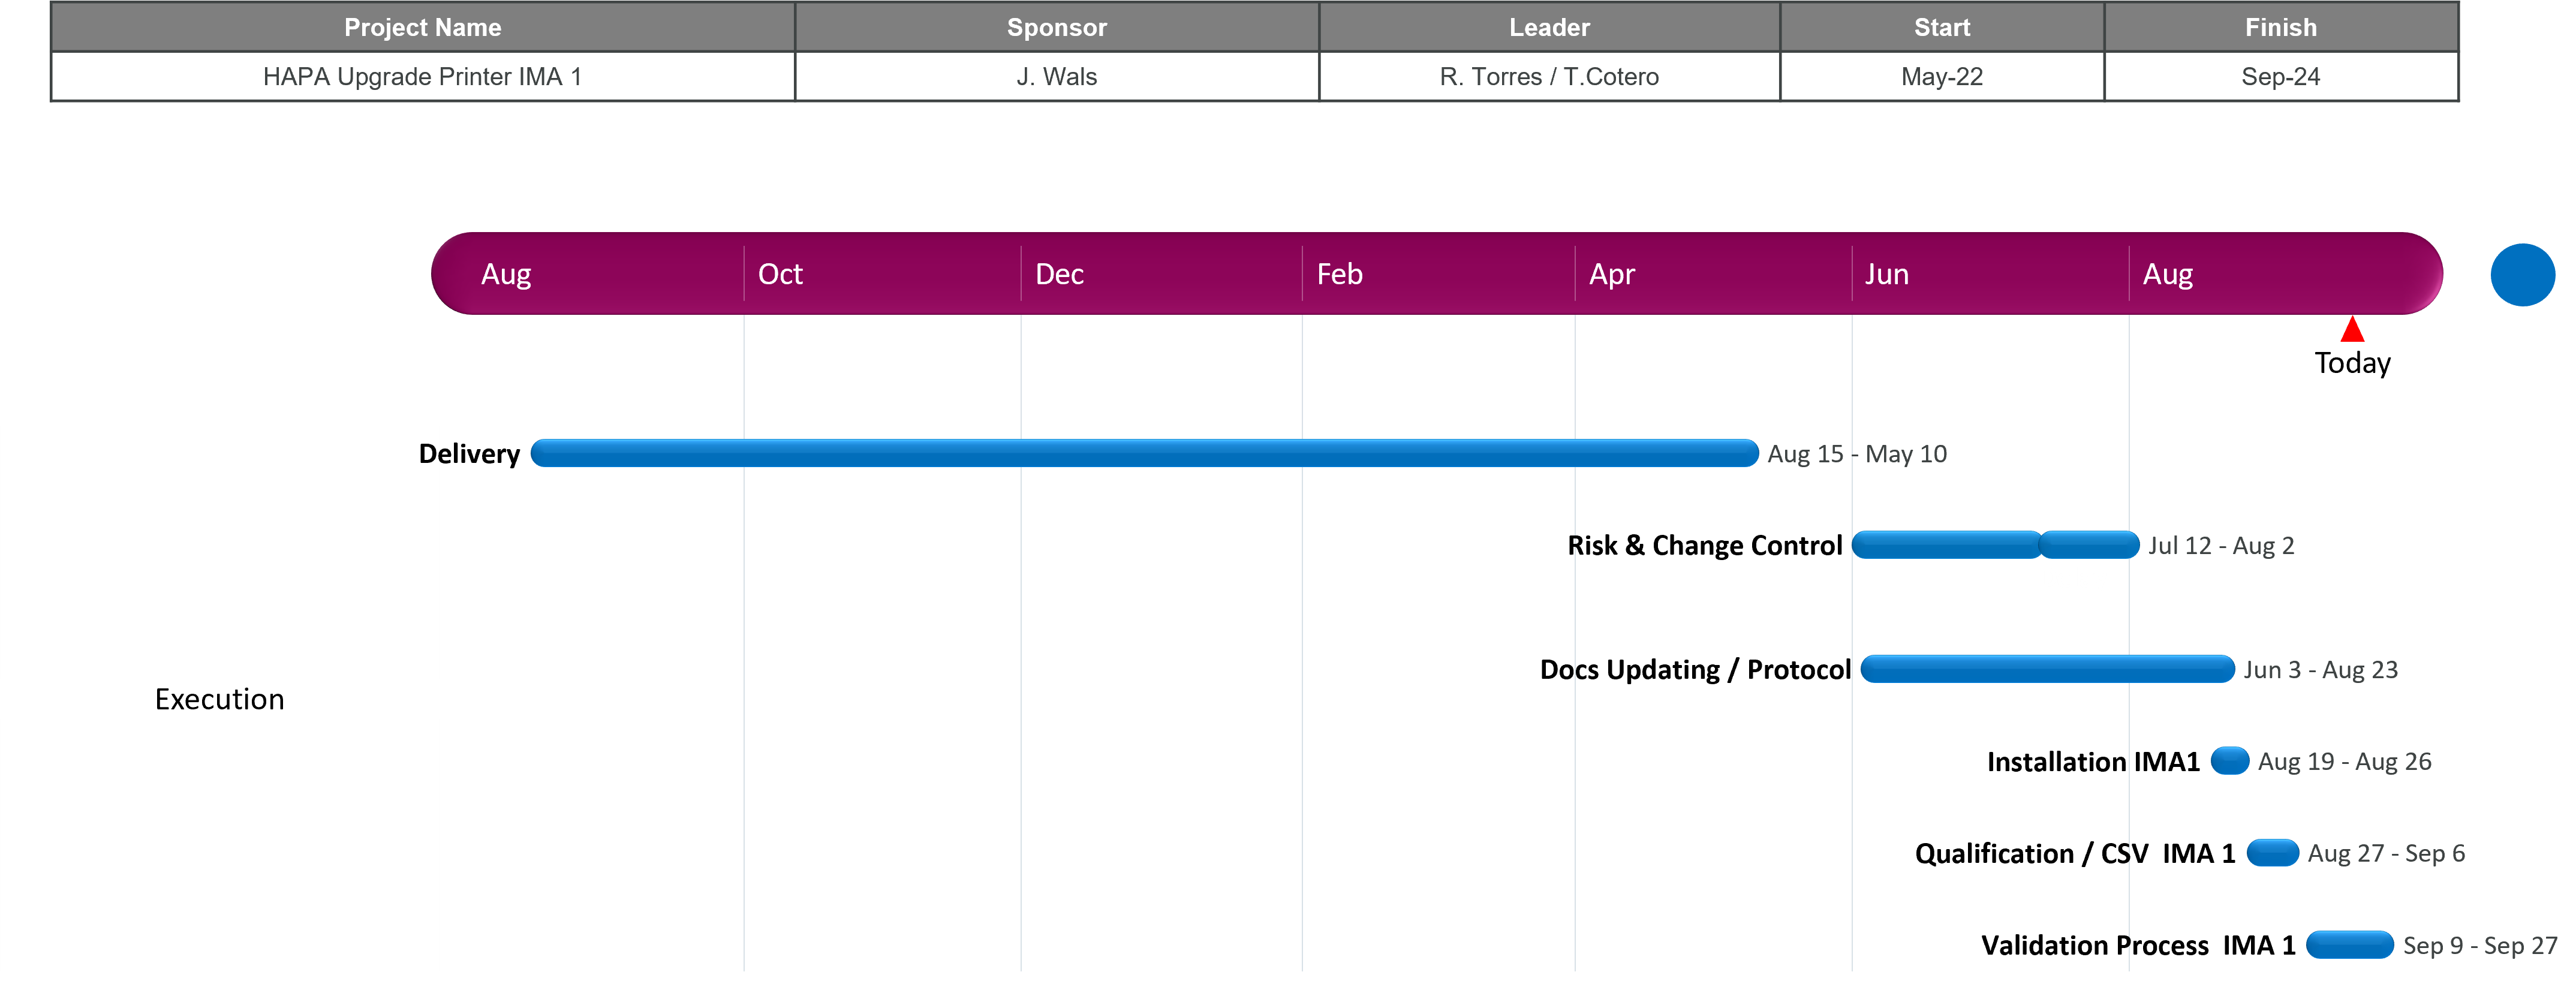 Project Name Sponsor Leader Start Finish
HAPA Upgrade Printer IMA 1 J. Wals R. Torres / T.Cotero May-22 Sep-24
Aug Oct Dec Feb Apr Jun Aug
Today
Delivery Aug 15 - May 10
Risk & Change Control Jul 12 - Aug 2
Docs Updating / Protocol Jun 3 - Aug 23
Execution
Installation IMA1 Aug 19 - Aug 26
Qualification / CSV  IMA 1 Aug 27 - Sep 6
Validation Process  IMA 1 Sep 9 - Sep 27